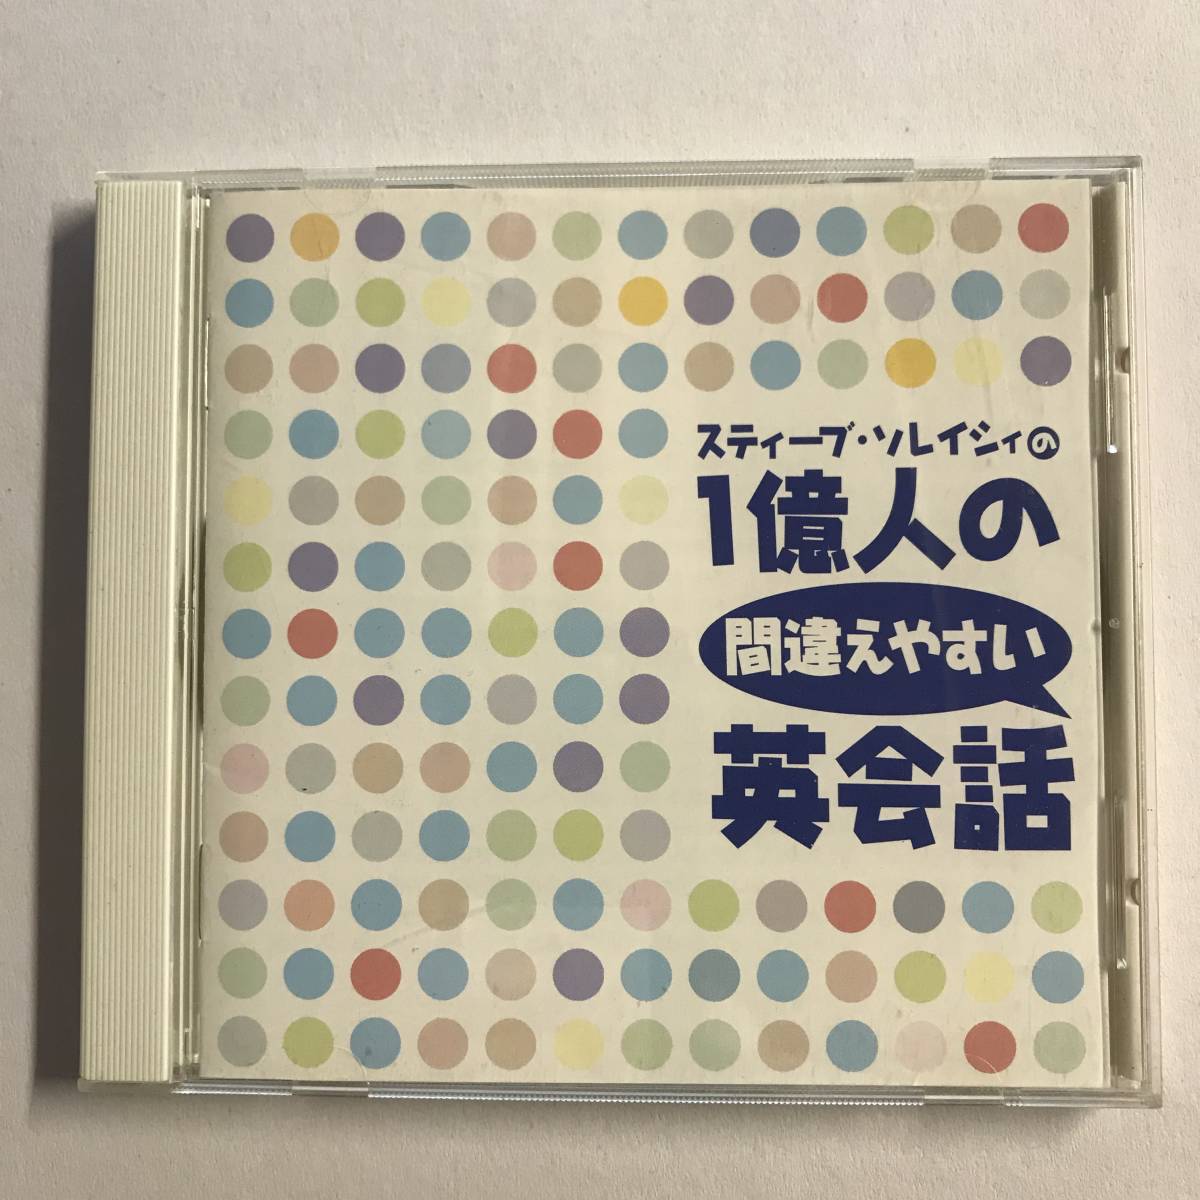 スティーブ・ソレイシィの
1億人の
間違えやすい
英会話